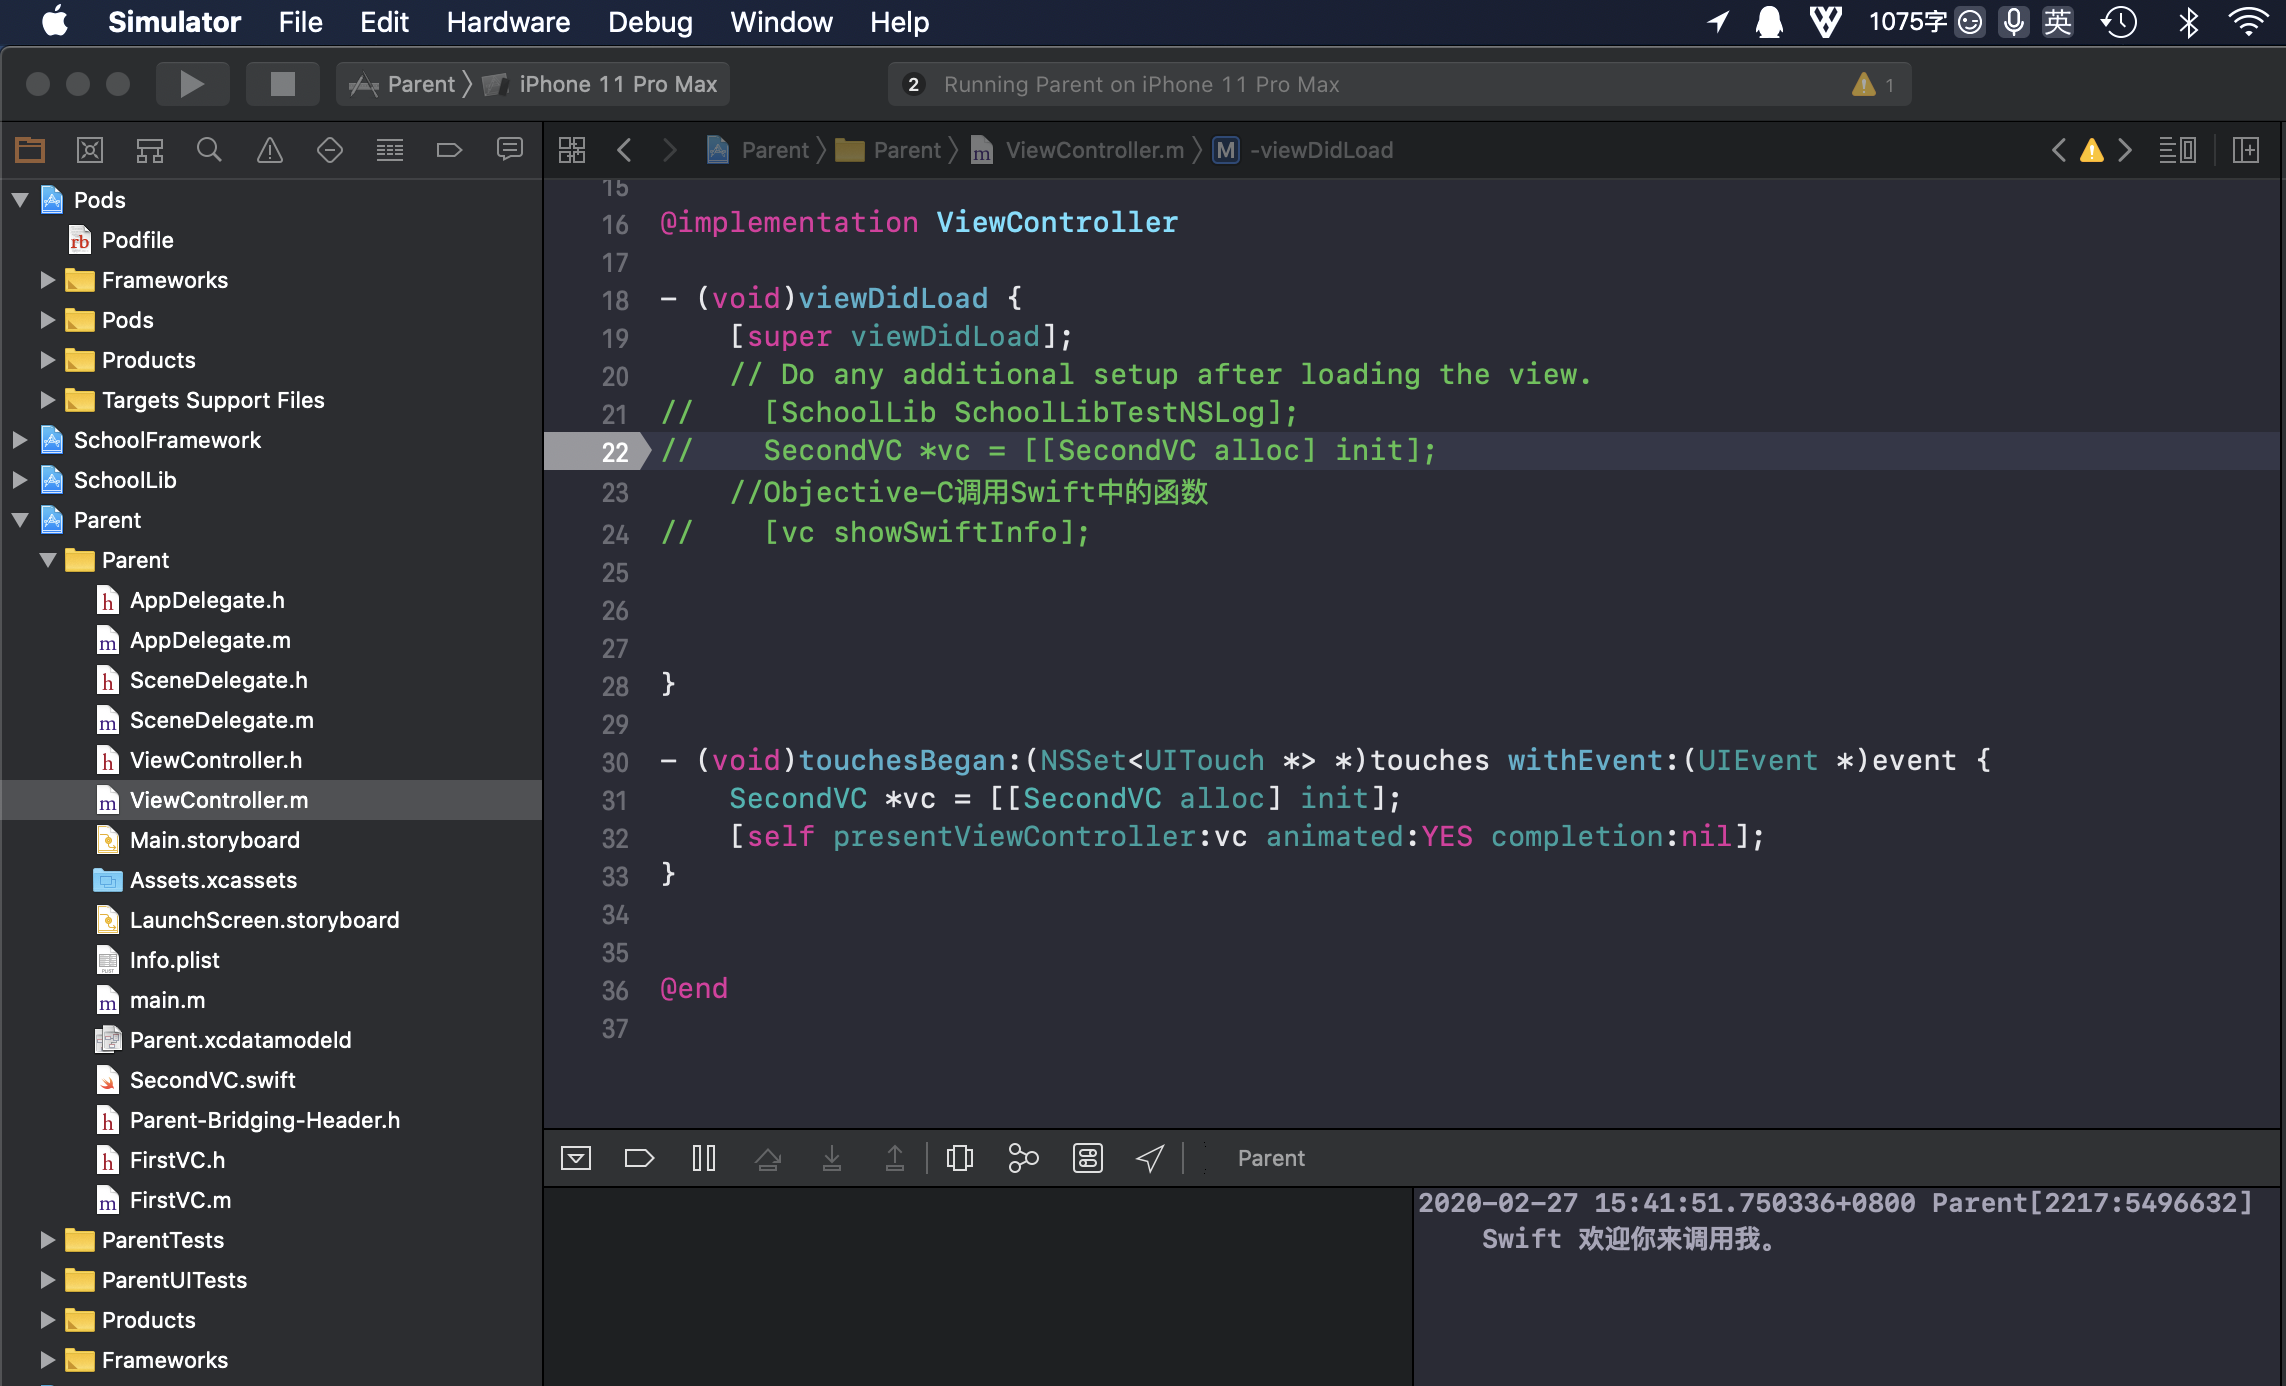 Simulator File Edit Hardware Debug Window Help 1075字 英
Parent iPhone 11 Pro Max 2 Running Parent on iPhone 11 Pro Max 1
Parent Parent ViewController.m M -viewDidLoad
Pods
Podfile
Frameworks
Pods
Products
Targets Support Files
SchoolFramework
SchoolLib
Parent
Parent
AppDelegate.h
AppDelegate.m
SceneDelegate.h
SceneDelegate.m
ViewController.h
ViewController.m
Main.storyboard
Assets.xcassets
LaunchScreen.storyboard
Info.plist
main.m
Parent.xcdatamodeld
SecondVC.swift
Parent-Bridging-Header.h
FirstVC.h
FirstVC.m
ParentTests
ParentUITests
Products
Frameworks
15
16 @implementation ViewController
17
18 - (void)viewDidLoad {
19 [super viewDidLoad];
20 // Do any additional setup after loading the view.
21 // [SchoolLib SchoolLibTestNSLog];
22 // SecondVC *vc = [[SecondVC alloc] init];
23 //Objective-C调用Swift中的函数
24 // [vc showSwiftInfo];
25
26
27
28 }
29
30 - (void)touchesBegan:(NSSet<UITouch *> *)touches withEvent:(UIEvent *)event {
31 SecondVC *vc = [[SecondVC alloc] init];
32 [self presentViewController:vc animated:YES completion:nil];
33 }
34
35
36 @end
37
Parent
2020-02-27 15:41:51.750336+0800 Parent[2217:5496632]
Swift 欢迎你来调用我。